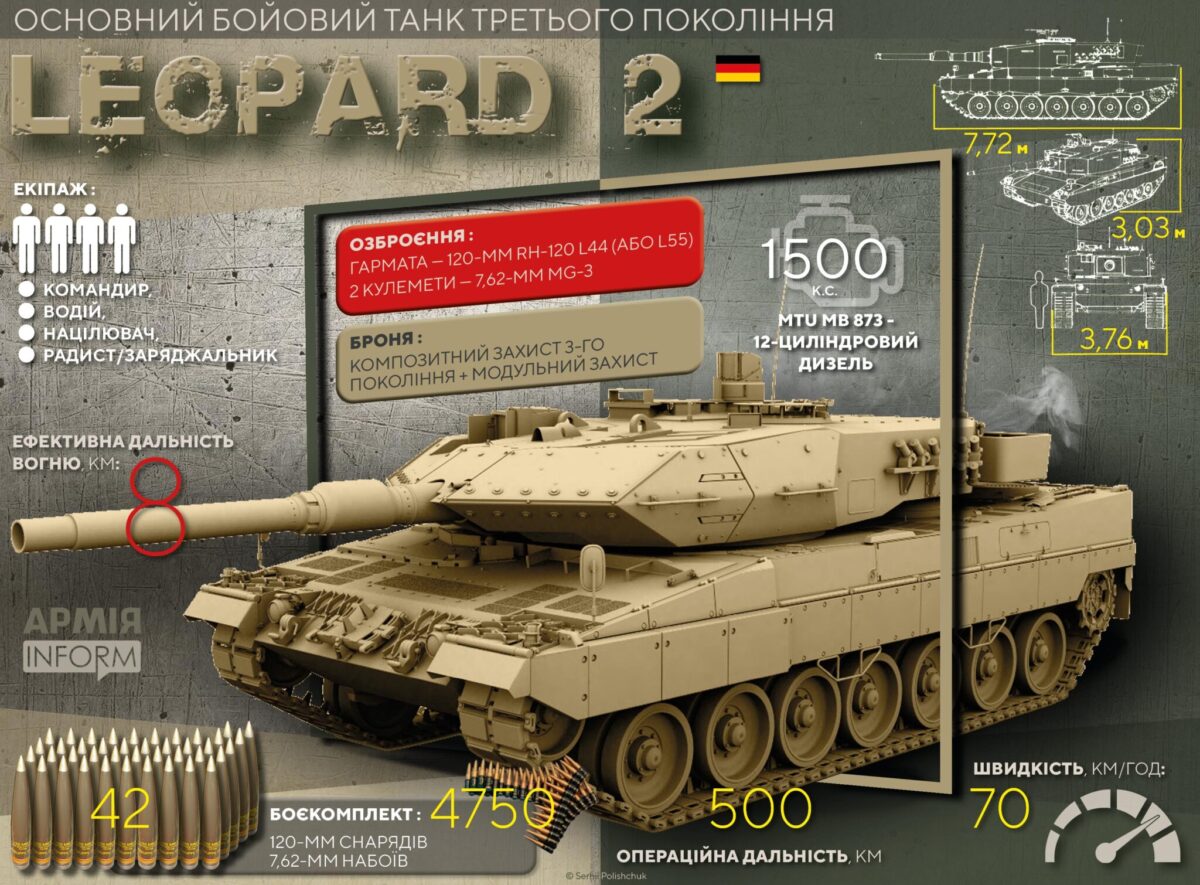 ОСНОВНИЙ БОЙОВИЙ ТАНК ТРЕТЬОГО ПОКОЛІННЯ
LEOPARD 2
7,72 м
3,03 м
3,76 м
ЕКІПАЖ :
КОМАНДИР,
ВОДІЙ,
НАЦІЛЮВАЧ,
РАДИСТ/ЗАРЯДЖАЛЬНИК
ОЗБРОЄННЯ :
ГАРМАТА – 120-ММ RH-120 L44 (АБО L55)
2 КУЛЕМЕТИ – 7,62-ММ MG-3
БРОНЯ :
КОМПОЗИТНИЙ ЗАХИСТ 3-ГО
ПОКОЛІННЯ + МОДУЛЬНИЙ ЗАХИСТ
1500
К.С.
MTU MB 873 -
12-ЦИЛІНДРОВИЙ
ДИЗЕЛЬ
ЕФЕКТИВНА ДАЛЬНІСТЬ
ВОГНЮ, КМ:
8
АРМІЯ
INFORM
42
БОЄКОМПЛЕКТ : 4750
120-ММ СНАРЯДІВ
7,62-ММ НАБОЇВ
500
ОПЕРАЦІЙНА ДАЛЬНІСТЬ, КМ
ШВИДКІСТЬ, КМ/ГОД:
70
© Serhii Polishchuk